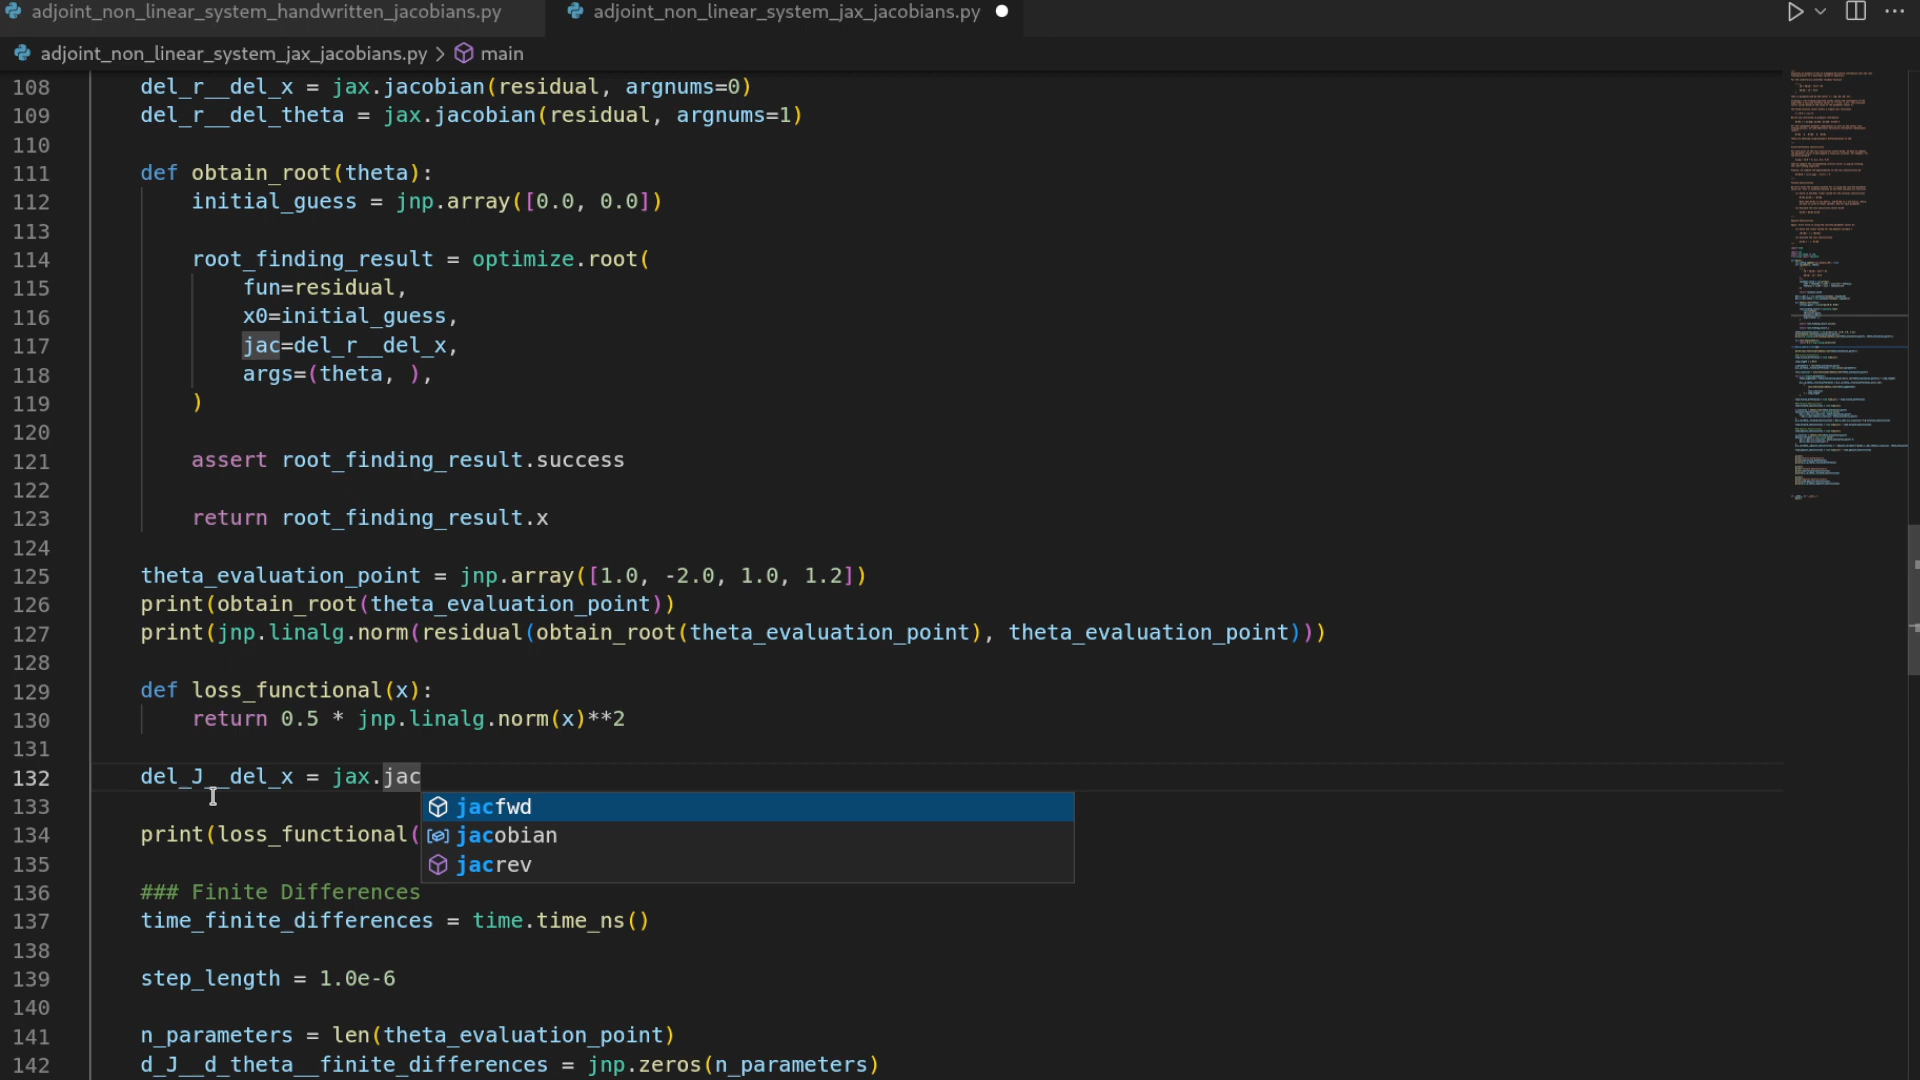 adjoint_non_linear_system_handwritten_jacobians.py
adjoint_non_linear_system_jax_jacobians.py
adjoint_non_linear_system_jax_jacobians.py > main
108 del_r__del_x = jax.jacobian(residual, argnums=0)
109 del_r__del_theta = jax.jacobian(residual, argnums=1)
110
111 def obtain_root(theta):
112 initial_guess = jnp.array([0.0, 0.0])
113
114 root_finding_result = optimize.root(
115 fun=residual,
116 x0=initial_guess,
117 jac=del_r__del_x,
118 args=(theta, ),
119 )
120
121 assert root_finding_result.success
122
123 return root_finding_result.x
124
125 theta_evaluation_point = jnp.array([1.0, -2.0, 1.0, 1.2])
126 print(obtain_root(theta_evaluation_point))
127 print(jnp.linalg.norm(residual(obtain_root(theta_evaluation_point), theta_evaluation_point)))
128
129 def loss_functional(x):
130 return 0.5 * jnp.linalg.norm(x)**2
131
132 del_J__del_x = jax.jac
133 jacfwd
134 print(loss_functional( jacobian
135 jacrev
136 ### Finite Differences
137 time_finite_differences = time.time_ns()
138
139 step_length = 1.0e-6
140
141 n_parameters = len(theta_evaluation_point)
142 d_J__d_theta__finite_differences = jnp.zeros(n_parameters)